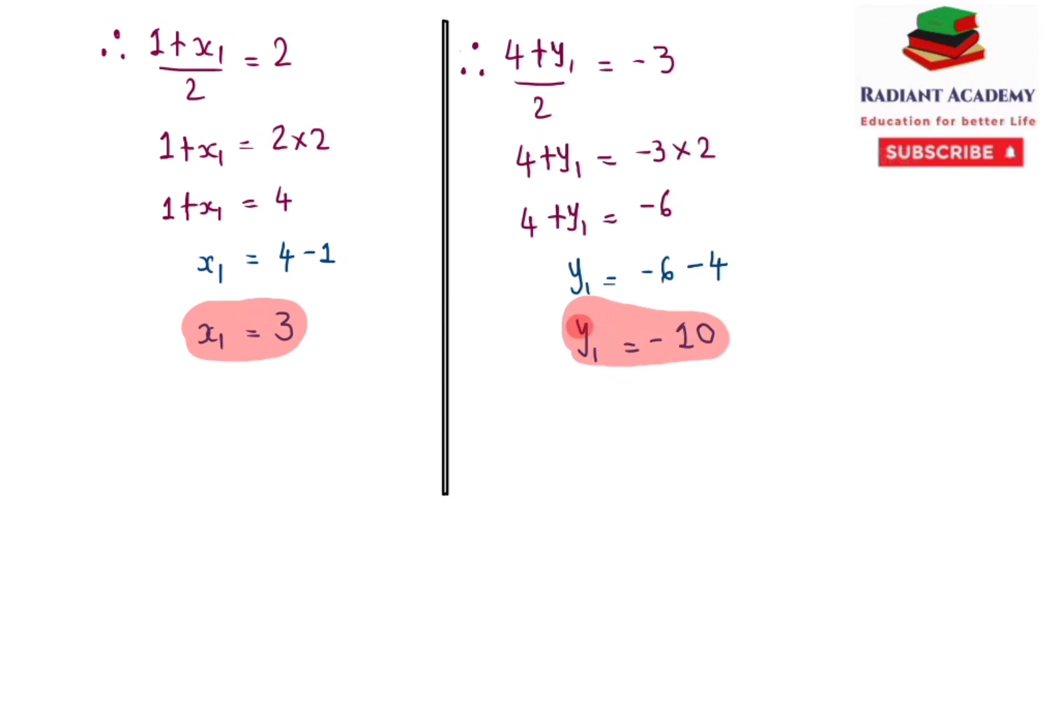 ∴ (1+x₁)/2 = 2
1+x₁ = 2×2
1+x₁ = 4
x₁ = 4-1
x₁ = 3
∴ (4+y₁)/2 = -3
4+y₁ = -3×2
4+y₁ = -6
y₁ = -6-4
y₁ = -10
RADIANT ACADEMY
Education for better Life
SUBSCRIBE